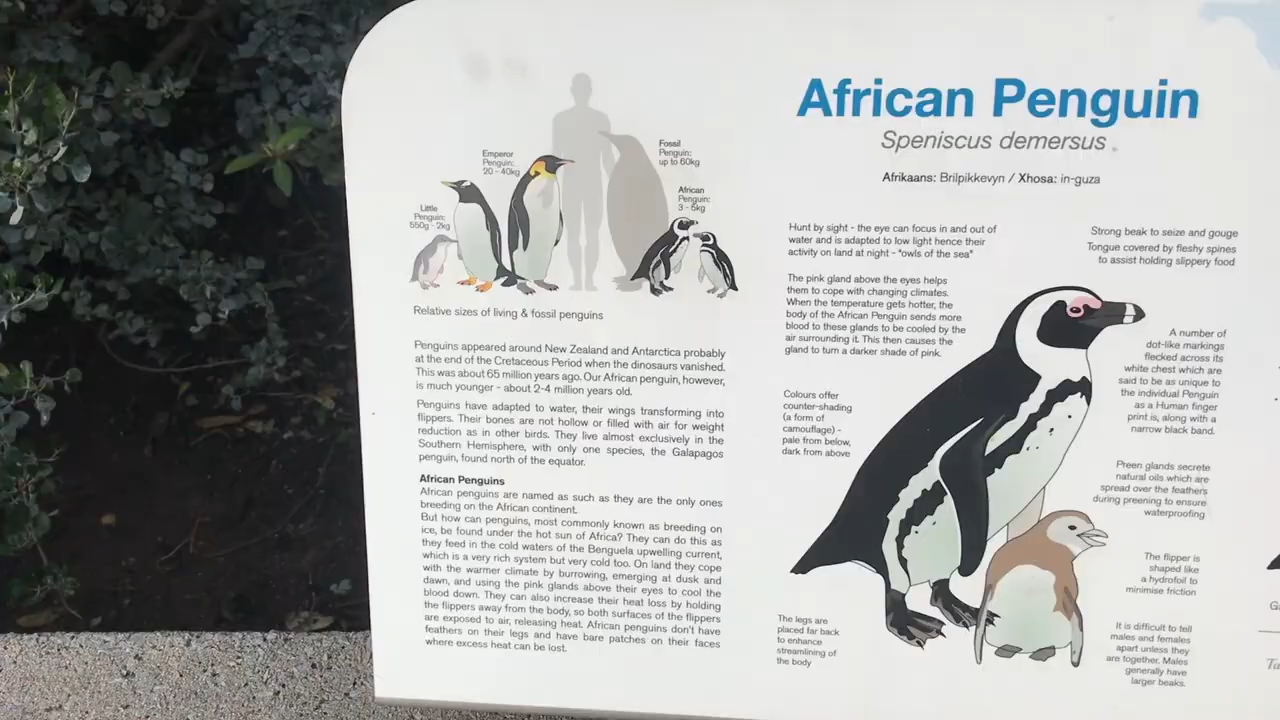 Emperor
Penguin:
20 - 40kg
Fossil
Penguin:
up to 60kg
African
Penguin:
3 - 5kg
Little
Penguin:
550g - 2kg
Relative sizes of living & fossil penguins
Penguins appeared around New Zealand and Antarctica probably
at the end of the Cretaceous Period when the dinosaurs vanished.
This was about 65 million years ago. Our African penguin, however,
is much younger - about 2-4 million years old.
Penguins have adapted to water, their wings transforming into
flippers. Their bones are not hollow or filled with air for weight
reduction as in other birds. They live almost exclusively in the
Southern Hemisphere, with only one species, the Galapagos
penguin, found north of the equator.
African Penguins
African penguins are named as such as they are the only ones
breeding on the African continent.
But how can penguins, most commonly known as breeding on
ice, be found under the hot sun of Africa? They can do this as
they feed in the cold waters of the Benguela upwelling current,
which is a very rich system but very cold too. On land they cope
with the warmer climate by burrowing, emerging at dusk and
dawn, and using the pink glands above their eyes to cool the
blood down. They can also increase their heat loss by holding
the flippers away from the body, so both surfaces of the flippers
are exposed to air, releasing heat. African penguins don't have
feathers on their legs and have bare patches on their faces
where excess heat can be lost.
African Penguin
Speniscus demersus
Afrikaans: Brilpikkevyn / Xhosa: in-guza
Hunt by sight - the eye can focus in and out of
water and is adapted to low light hence their
activity on land at night - "owls of the sea"
The pink gland above the eyes helps
them to cope with changing climates.
When the temperature gets hotter, the
body of the African Penguin sends more
blood to these glands to be cooled by the
air surrounding it. This then causes the
gland to turn a darker shade of pink.
Colours offer
counter-shading
(a form of
camouflage) -
pale from below,
dark from above
The legs are
placed far back
to enhance
streamlining of
the body
Strong beak to seize and gouge
Tongue covered by fleshy spines
to assist holding slippery food
A number of
dot-like markings
flecked across its
white chest which are
said to be as unique to
the individual Penguin
as a Human finger
print is, along with a
narrow black band.
Preen glands secrete
natural oils which are
spread over the feathers
during preening to ensure
waterproofing
The flipper is
shaped like
a hydrofoil to
minimise friction
It is difficult to tell
males and females
apart unless they
are together. Males
generally have
larger beaks.